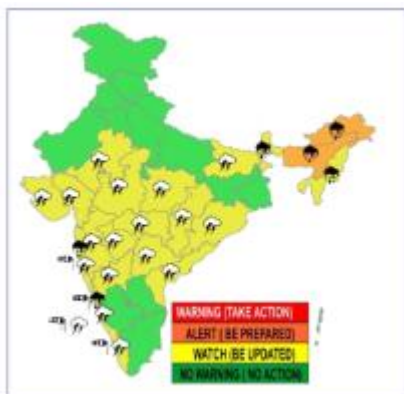 WARNING (TAKE ACTION)
ALERT ( BE PREPARED)
WATCH (BE UPDATED)
NO WARNING ( NO ACTION)